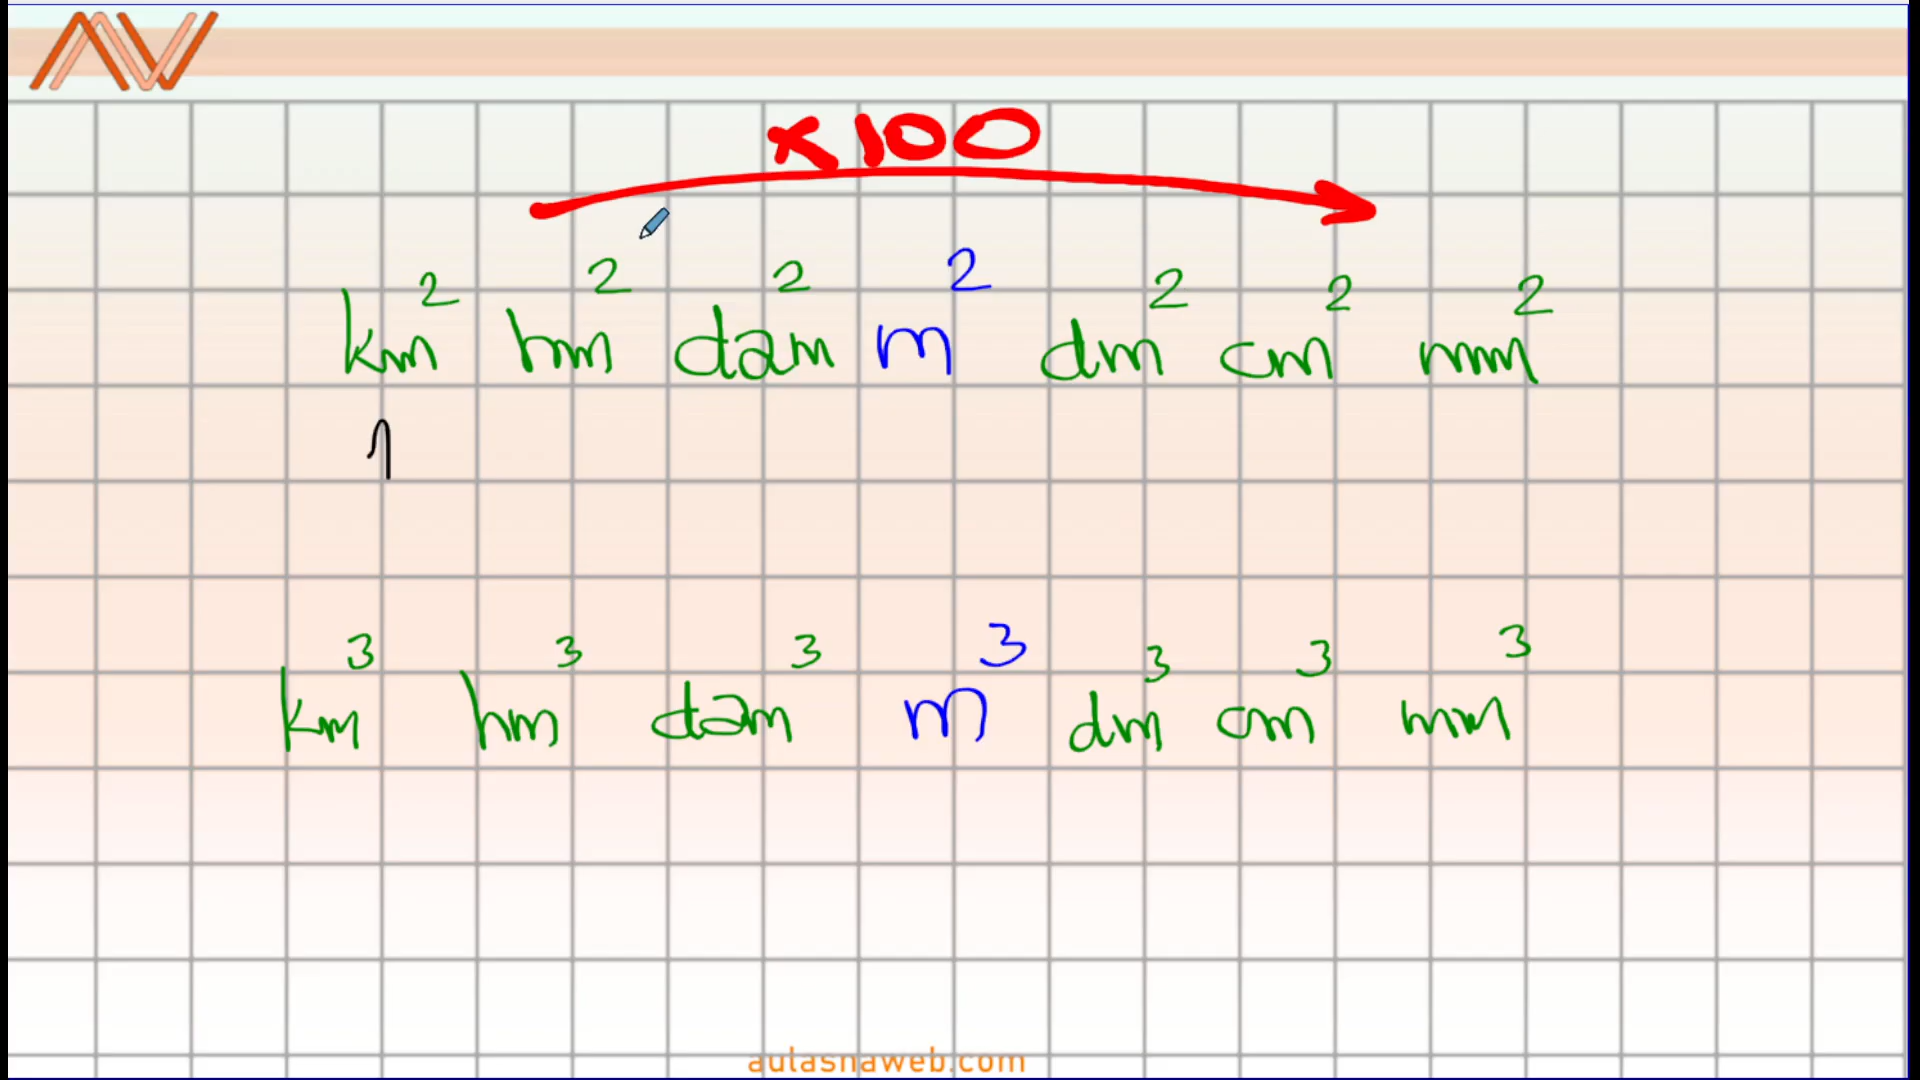 x100
km² hm² dam² m² dm² cm² mm²
1
km³ hm³ dam³ m³ dm³ cm³ mm³
aulasnaweb.com